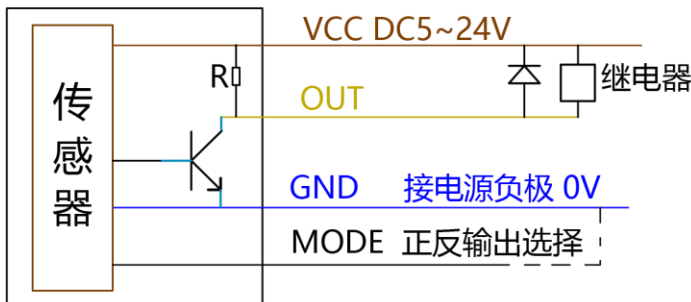 VCC DC5~24V
R
继电器
OUT
传感器
GND 接电源负极 0V
MODE 正反输出选择